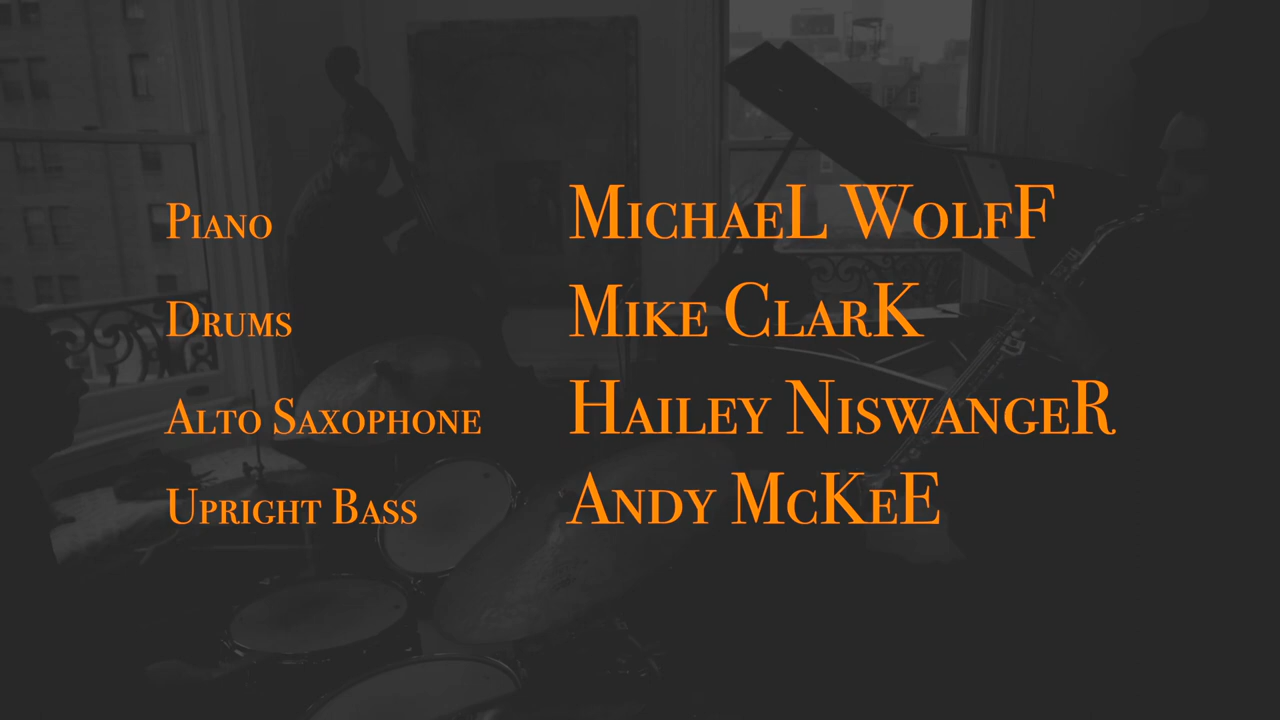 Piano MichaeL WolfF
Drums Mike ClarK
Alto Saxophone Hailey NiswangeR
Upright Bass Andy McKeE